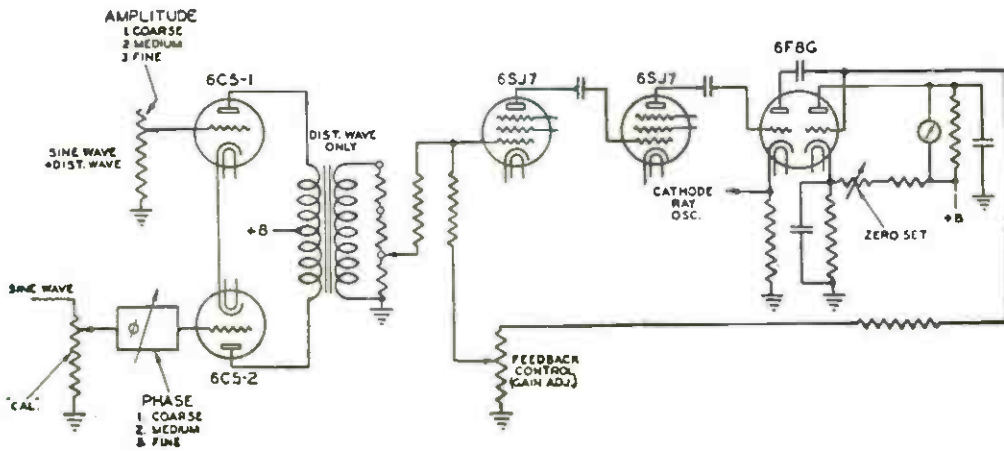 AMPLITUDE
1 COARSE
2 MEDIUM
3 FINE
6C5-1
SINE WAVE
+DIST. WAVE
DIST. WAVE
ONLY
+B
SINE WAVE
ø
"CAL".
PHASE
1. COARSE
2. MEDIUM
3. FINE
6C5-2
6SJ7
6SJ7
6F8G
CATHODE
RAY
OSC.
ZERO SET
+B
FEEDBACK
CONTROL
(GAIN ADJ.)